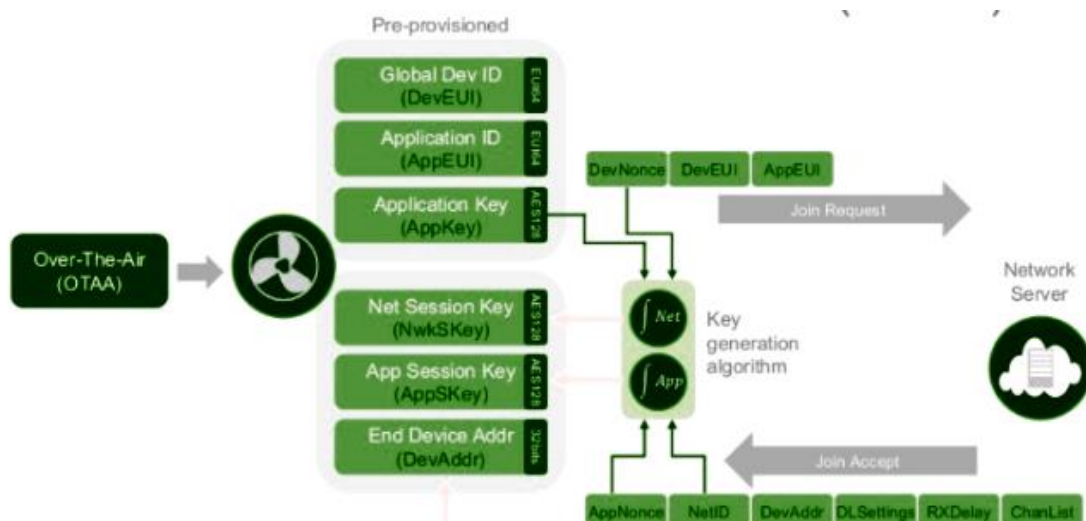 Pre-provisioned
Global Dev ID
(DevEUI)
EUI64
Application ID
(AppEUI)
EUI64
Application Key
(AppKey)
AES128
DevNonce DevEUI AppEUI
Join Request
Over-The-Air
(OTAA)
Network
Server
Net Session Key
(NwkSKey)
AES128
App Session Key
(AppSKey)
AES128
End Device Addr
(DevAddr)
32bits
∫ Net
∫ App
Key
generation
algorithm
Join Accept
AppNonce NetID DevAddr DLSettings RXDelay ChanList